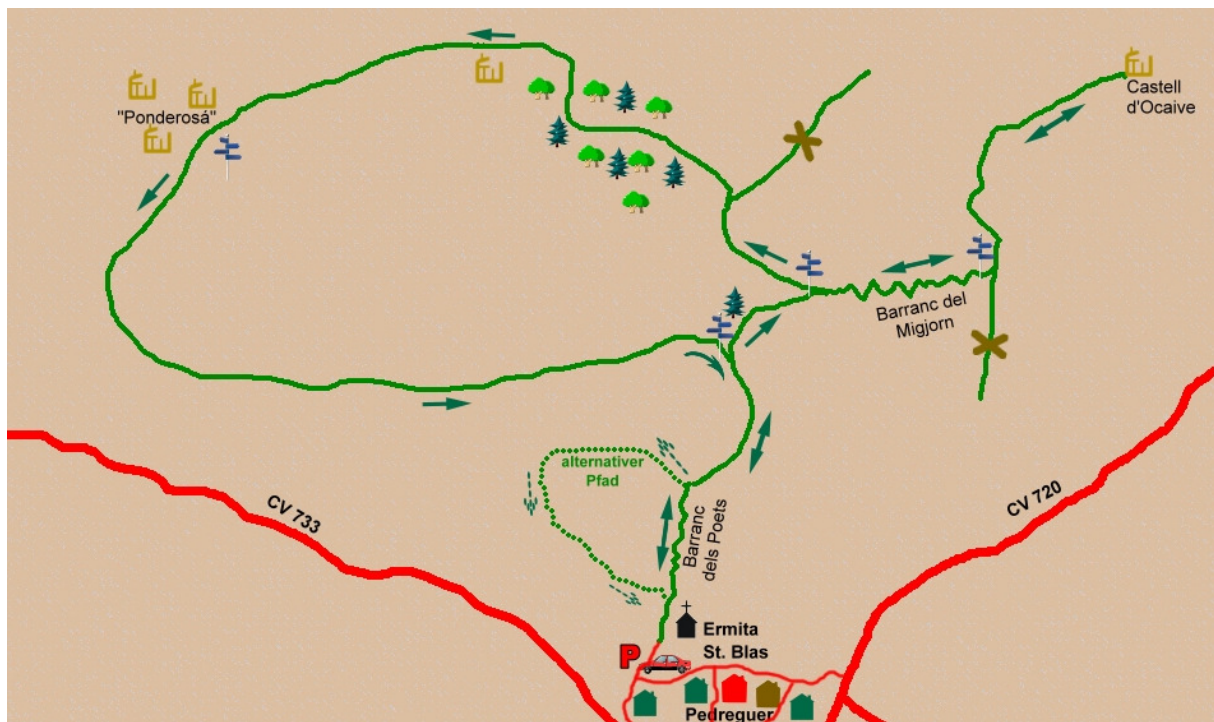 "Ponderosá"
Castell
d'Ocaive
Barranc del
Migjorn
alternativer
Pfad
CV 733
CV 720
Barranc
dels Poets
Ermita
St. Blas
P
Pedreguer